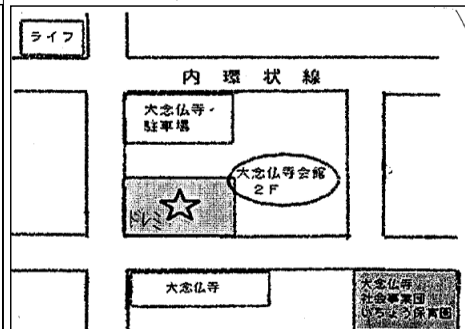 ライフ
内環状線
大念仏寺・
駐車場
大念仏寺会館
2F
ドレミ
大念仏寺
大念仏寺
社会事業団
いちょう保育園